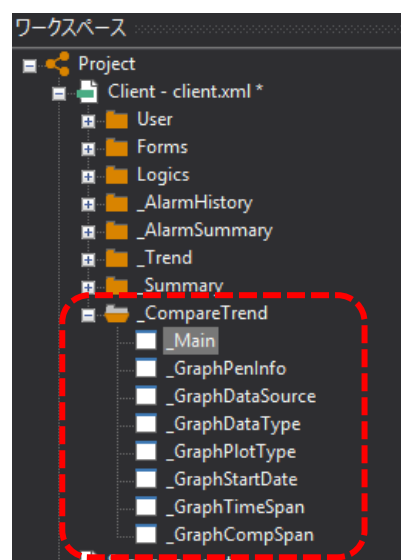 ワークスペース
Project
Client - client.xml *
User
Forms
Logics
_AlarmHistory
_AlarmSummary
_Trend
_Summary
_CompareTrend
_Main
_GraphPenInfo
_GraphDataSource
_GraphDataType
_GraphPlotType
_GraphStartDate
_GraphTimeSpan
_GraphCompSpan